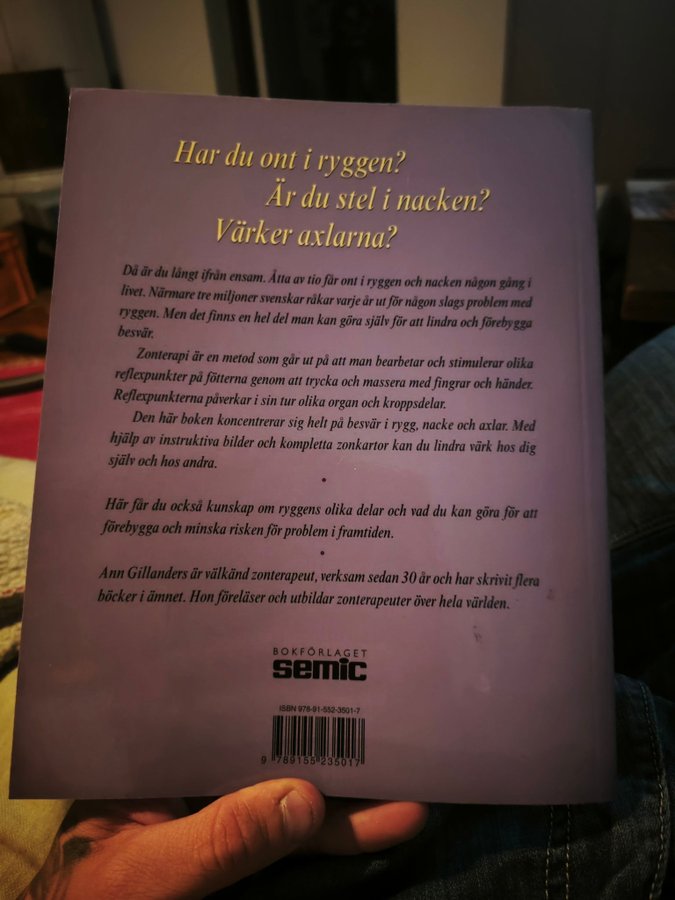 Har du ont i ryggen?
Är du stel i nacken?
Värker axlarna?
Då är du långt ifrån ensam. Åtta av tio får ont i ryggen och nacken någon gång i
livet. Närmare tre miljoner svenskar råkar varje år ut för någon slags problem med
ryggen. Men det finns en hel del man kan göra själv för att lindra och förebygga
besvär.
Zonterapi är en metod som går ut på att man bearbetar och stimulerar olika
reflexpunkter på fötterna genom att trycka och massera med fingrar och händer.
Reflexpunkterna påverkar i sin tur olika organ och kroppsdelar.
Den här boken koncentrerar sig helt på besvär i rygg, nacke och axlar. Med
hjälp av instruktiva bilder och kompletta zonkartor kan du lindra värk hos dig
själv och hos andra.
•
Här får du också kunskap om ryggens olika delar och vad du kan göra för att
förebygga och minska risken för problem i framtiden.
•
Ann Gillanders är välkänd zonterapeut, verksam sedan 30 år och har skrivit flera
böcker i ämnet. Hon föreläser och utbildar zonterapeuter över hela världen.
BOKFÖRLAGET
semic
ISBN 978-91-552-3501-7
9 789155 235017